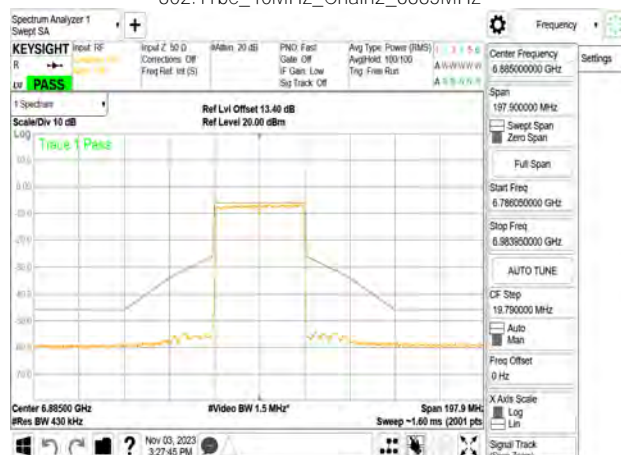 Spectrum Analyzer 1
Swept SA
+
Frequency
KEYSIGHT
Input: RF
Input Z: 50 Ω
#Atten: 20 dB
PNO: Fast
Avg Type: Power (RMS)
R
Corrections: Off
Gate: Off
Avg|Hold: 100/100
Freq Ref: Int (S)
IF Gain: Low
Trig: Free Run
Sig Track: Off
PASS
Center Frequency
6.885000000 GHz
Settings
1 Spectrum
Ref Lvl Offset 13.40 dB
Scale/Div 10 dB
Ref Level 20.00 dBm
Log
Trace 1 Pass
Span
197.900000 MHz
Swept Span
Zero Span
Full Span
Start Freq
6.786050000 GHz
Stop Freq
6.983950000 GHz
AUTO TUNE
CF Step
19.790000 MHz
Auto
Man
Freq Offset
0 Hz
X Axis Scale
Log
Lin
Signal Track
Center 6.88500 GHz
#Video BW 1.5 MHz*
Span 197.9 MHz
#Res BW 430 kHz
Sweep ~1.60 ms (2001 pts
?
Nov 03, 2023
3:27:45 PM